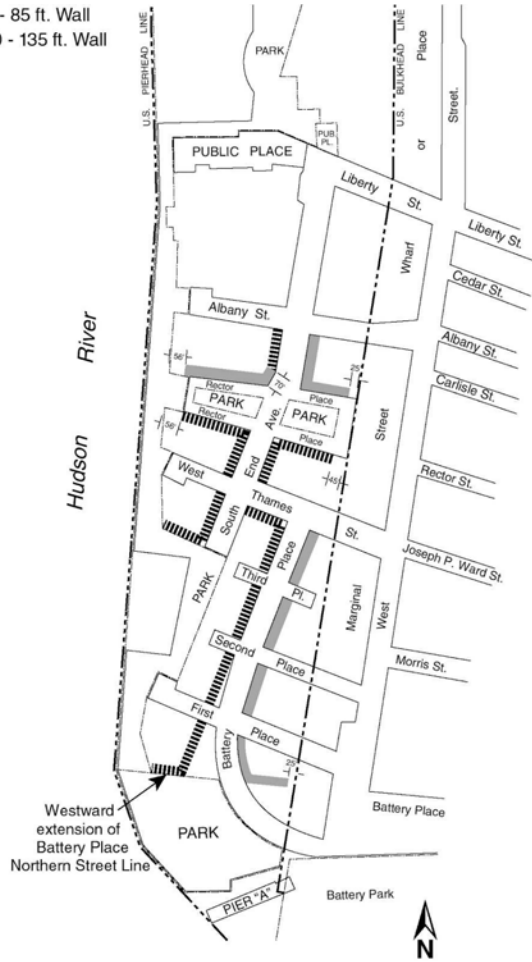 - 85 ft. Wall
- 135 ft. Wall
U.S. PIERHEAD LINE
PARK
U.S. BULKHEAD LINE
Place
or
Street.
PUB.
PL.
PUBLIC PLACE
Liberty St.
Liberty St.
Wharf
Cedar St.
Albany St.
Albany St.
Carlisle St.
Hudson River
56'
25'
70'
Rector Place
PARK
PARK
Ave.
Street
Rector Place
56'
End
45'
Rector St.
West Thames St.
South
Place
Joseph P. Ward St.
PARK
Third Pl.
Marginal
West
Second Place
Morris St.
First Place
Battery
25'
Westward
extension of
Battery Place
Northern Street Line
PARK
Battery Place
PIER "A"
Battery Park
N